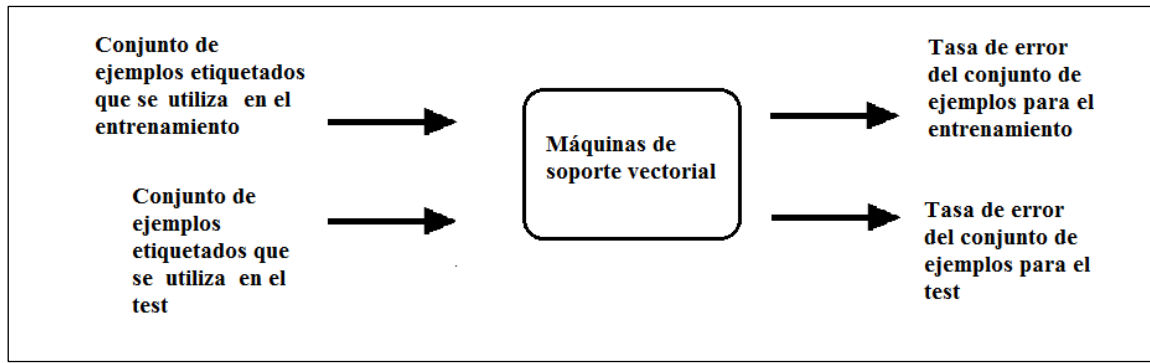 Conjunto de
ejemplos etiquetados
que se utiliza en el
entrenamiento
Conjunto de
ejemplos
etiquetados que
se utiliza en el
test
Máquinas de
soporte vectorial
Tasa de error
del conjunto de
ejemplos para el
entrenamiento
Tasa de error
del conjunto de
ejemplos para el
test